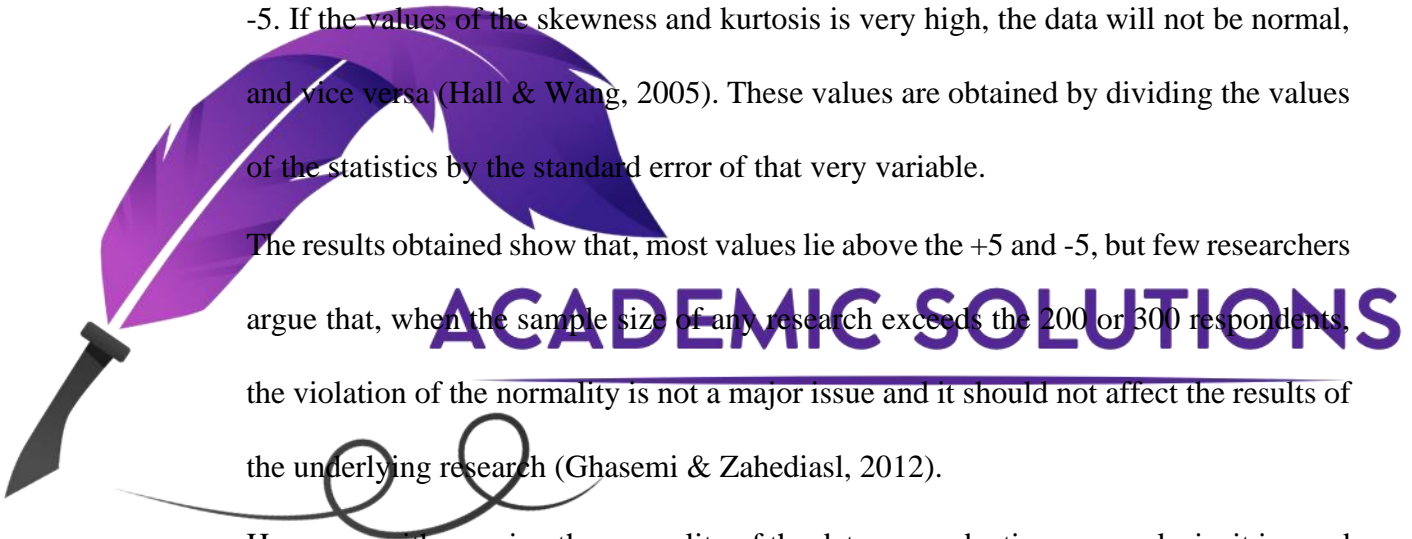 -5. If the values of the skewness and kurtosis is very high, the data will not be normal,
and vice versa (Hall & Wang, 2005). These values are obtained by dividing the values
of the statistics by the standard error of that very variable.
The results obtained show that, most values lie above the +5 and -5, but few researchers
argue that, when the sample size of any research exceeds the 200 or 300 respondents,
ACADEMIC SOLUTIONS
the violation of the normality is not a major issue and it should not affect the results of
the underlying research (Ghasemi & Zahediasl, 2012).